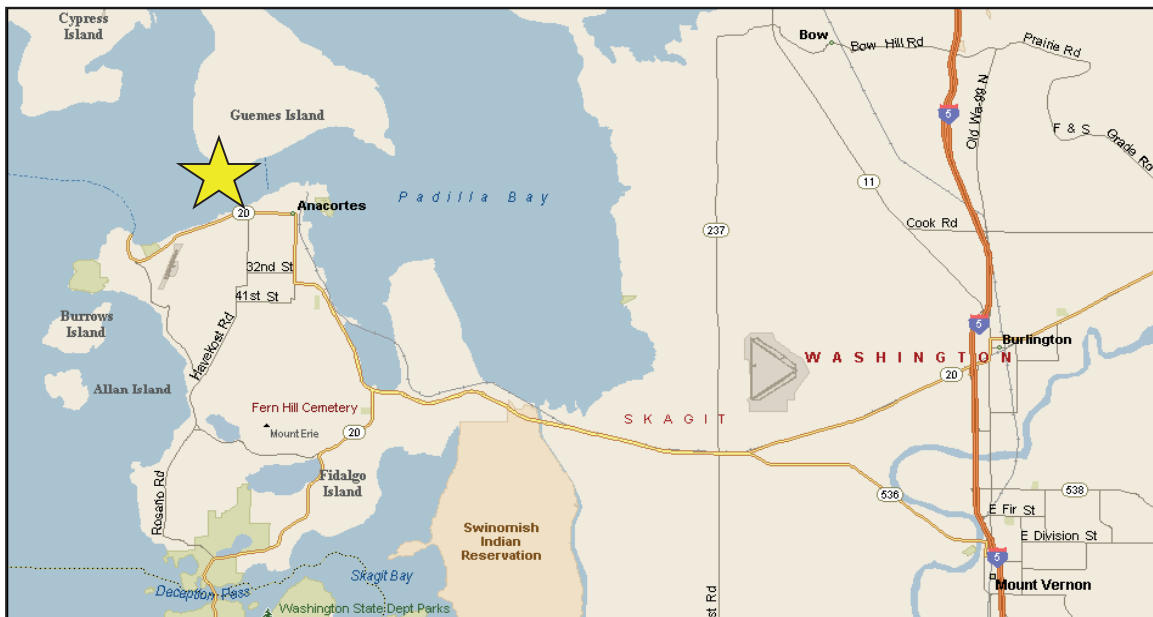 Cypress
Island
Bow
Bow Hill Rd
Prairie Rd
Guemes Island
5
Old Wa-99 N
F & S
Grade Rd
11
Padilla Bay
Anacortes
20
237
Cook Rd
32nd St
41st St
Burrows
Island
Havekost Rd
5
Burlington
WASHINGTON
20
Allan Island
Fern Hill Cemetery
SKAGIT
Mount Erie
20
Fidalgo
Island
Rosario Rd
536
538
E Fir St
Swinomish
Indian
Reservation
E Division St
5
Skagit Bay
Deception Pass
Mount Vernon
st Rd
Washington State Dept Parks